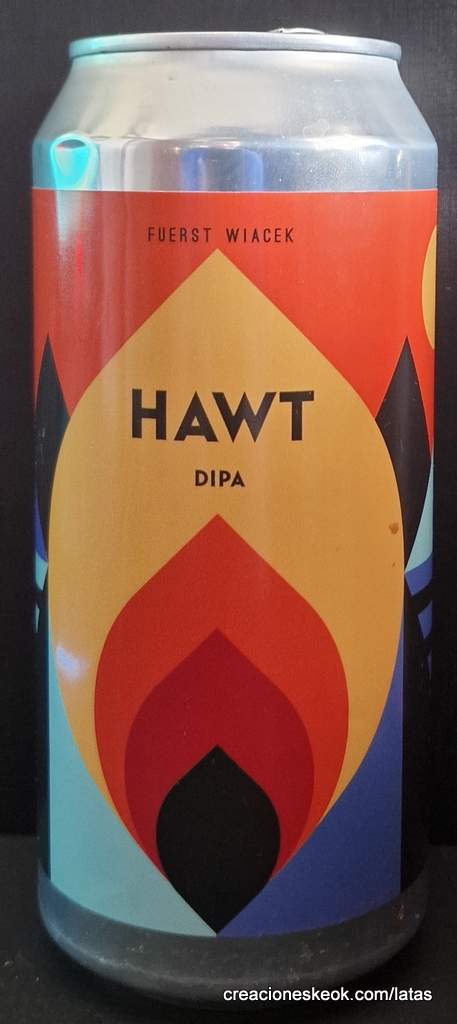 FUERST WIACEK
HAWT
DIPA
creacioneskeok.com/latas